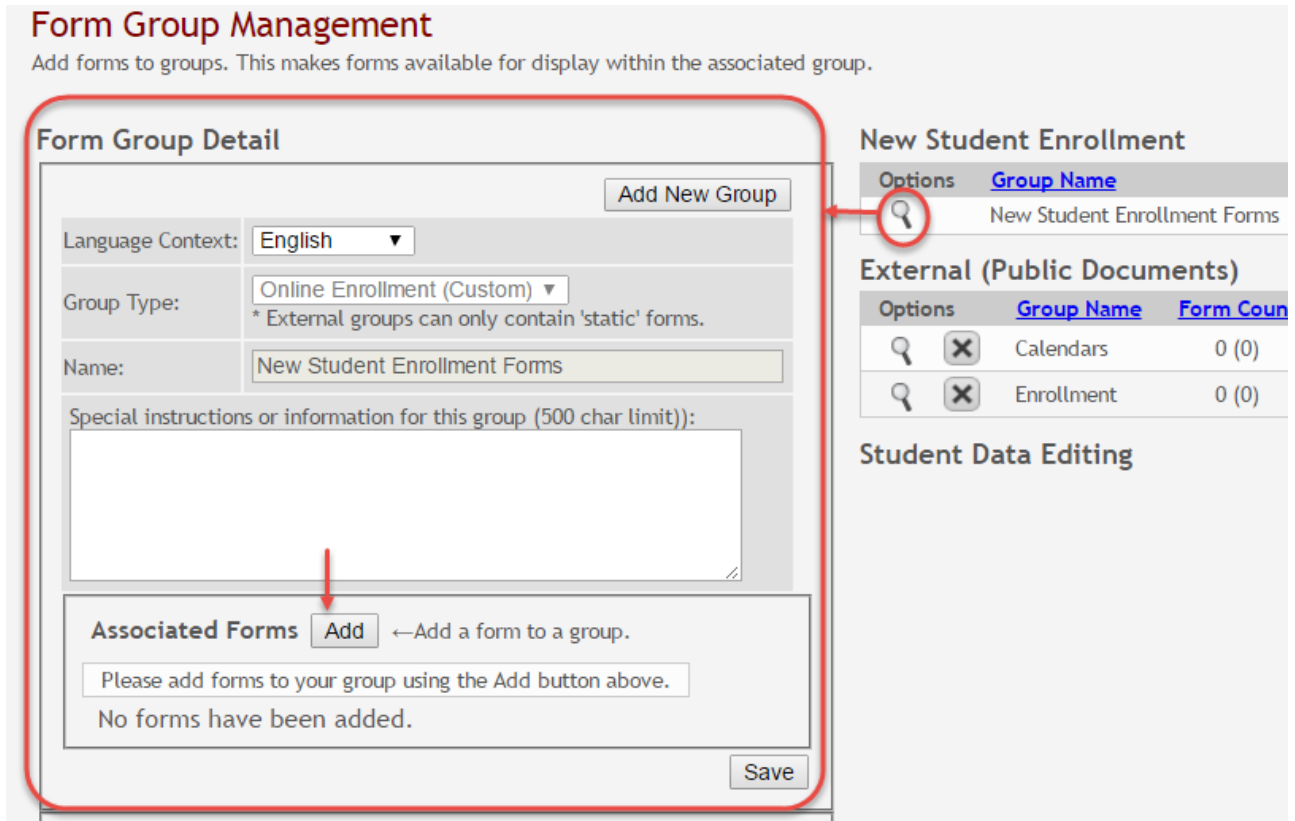 Form Group Management
Add forms to groups. This makes forms available for display within the associated group.
Form Group Detail
Add New Group
Language Context: English
Group Type: Online Enrollment (Custom)
* External groups can only contain 'static' forms.
Name: New Student Enrollment Forms
Special instructions or information for this group (500 char limit)):
Associated Forms Add ←Add a form to a group.
Please add forms to your group using the Add button above.
No forms have been added.
Save
New Student Enrollment
Options Group Name
New Student Enrollment Forms
External (Public Documents)
Options Group Name Form Coun
Calendars 0 (0)
Enrollment 0 (0)
Student Data Editing